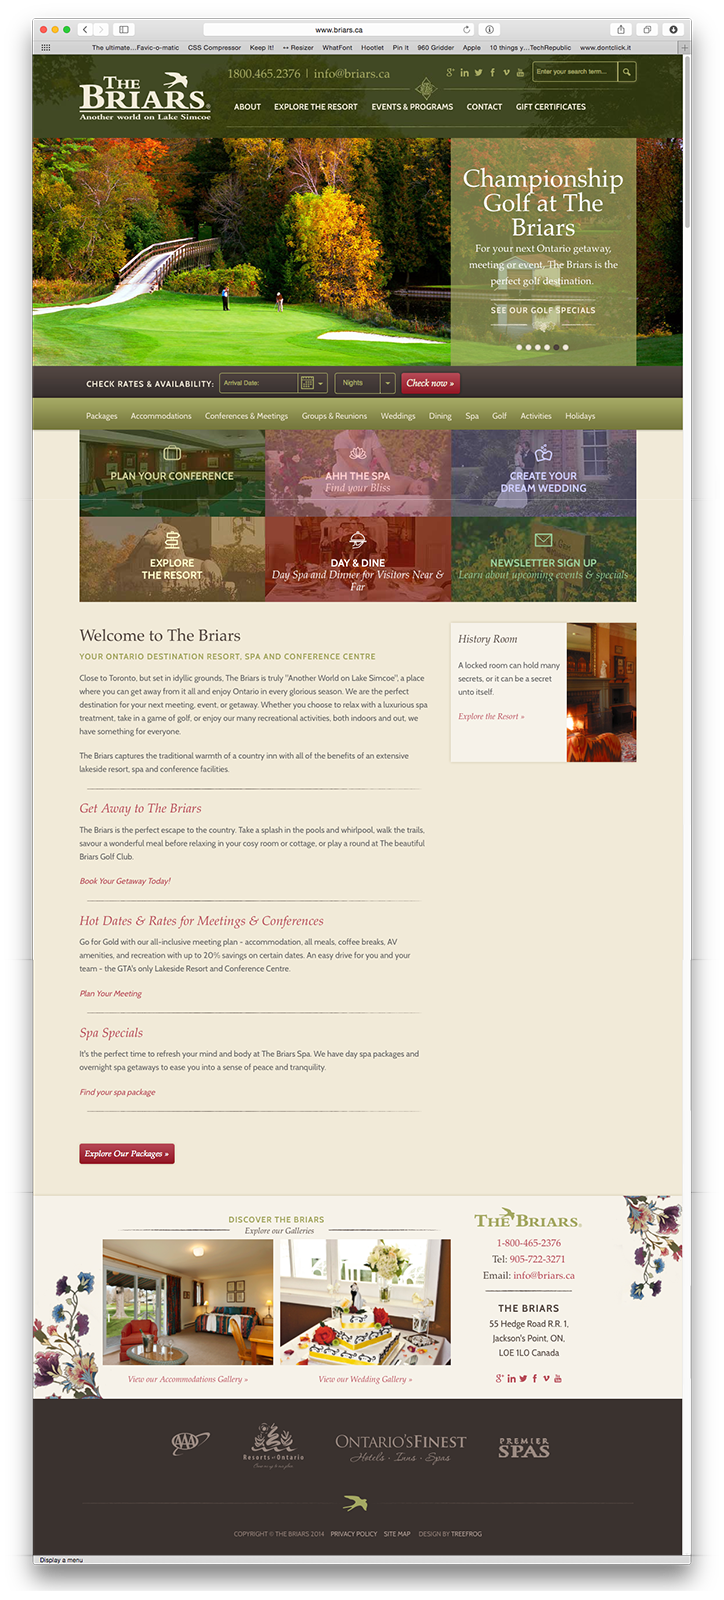 www.briars.ca
The ultimate...Favic-o-matic CSS Compressor Keep It! ↔ Resizer WhatFont Hootlet Pin It 960 Gridder Apple 10 things y...TechRepublic www.dontclick.it
THE BRIARS
Another world on Lake Simcoe
1800.465.2376 | info@briars.ca
Enter your search term...
ABOUT EXPLORE THE RESORT EVENTS & PROGRAMS CONTACT GIFT CERTIFICATES
Championship
Golf at The
Briars
For your next Ontario getaway,
meeting or event, The Briars is the
perfect golf destination.
SEE OUR GOLF SPECIALS
CHECK RATES & AVAILABILITY: Arrival Date: Nights Check now »
Packages Accommodations Conferences & Meetings Groups & Reunions Weddings Dining Spa Golf Activities Holidays
PLAN YOUR CONFERENCE
AHH THE SPA
Find your Bliss
CREATE YOUR
DREAM WEDDING
EXPLORE
THE RESORT
DAY & DINE
Day Spa and Dinner for Visitors Near &
Far
NEWSLETTER SIGN UP
Learn about upcoming events & specials
Welcome to The Briars
YOUR ONTARIO DESTINATION RESORT, SPA AND CONFERENCE CENTRE
Close to Toronto, but set in idyllic grounds, The Briars is truly "Another World on Lake Simcoe", a place
where you can get away from it all and enjoy Ontario in every glorious season. We are the perfect
destination for your next meeting, event, or getaway. Whether you choose to relax with a luxurious spa
treatment, take in a game of golf, or enjoy our many recreational activities, both indoors and out, we
have something for everyone.
The Briars captures the traditional warmth of a country inn with all of the benefits of an extensive
lakeside resort, spa and conference facilities.
History Room
A locked room can hold many
secrets, or it can be a secret
unto itself.
Explore the Resort »
Get Away to The Briars
The Briars is the perfect escape to the country. Take a splash in the pools and whirlpool, walk the trails,
savour a wonderful meal before relaxing in your cosy room or cottage, or play a round at The beautiful
Briars Golf Club.
Book Your Getaway Today!
Hot Dates & Rates for Meetings & Conferences
Go for Gold with our all-inclusive meeting plan - accommodation, all meals, coffee breaks, AV
amenities, and recreation with up to 20% savings on certain dates. An easy drive for you and your
team - the GTA's only Lakeside Resort and Conference Centre.
Plan Your Meeting
Spa Specials
It's the perfect time to refresh your mind and body at The Briars Spa. We have day spa packages and
overnight spa getaways to ease you into a sense of peace and tranquility.
Find your spa package
Explore Our Packages »
DISCOVER THE BRIARS
Explore our Galleries
View our Accommodations Gallery »
View our Wedding Gallery »
THE BRIARS
1-800-465-2376
Tel: 905-722-3271
Email: info@briars.ca
THE BRIARS
55 Hedge Road R.R. 1,
Jackson's Point, ON,
L0E 1L0 Canada
AAA
Resorts of Ontario
ONTARIO'S FINEST
Hotels - Inns - Spas
PREMIER
SPAS
COPYRIGHT © THE BRIARS 2014 PRIVACY POLICY SITE MAP DESIGN BY TREEFROG
Display a menu